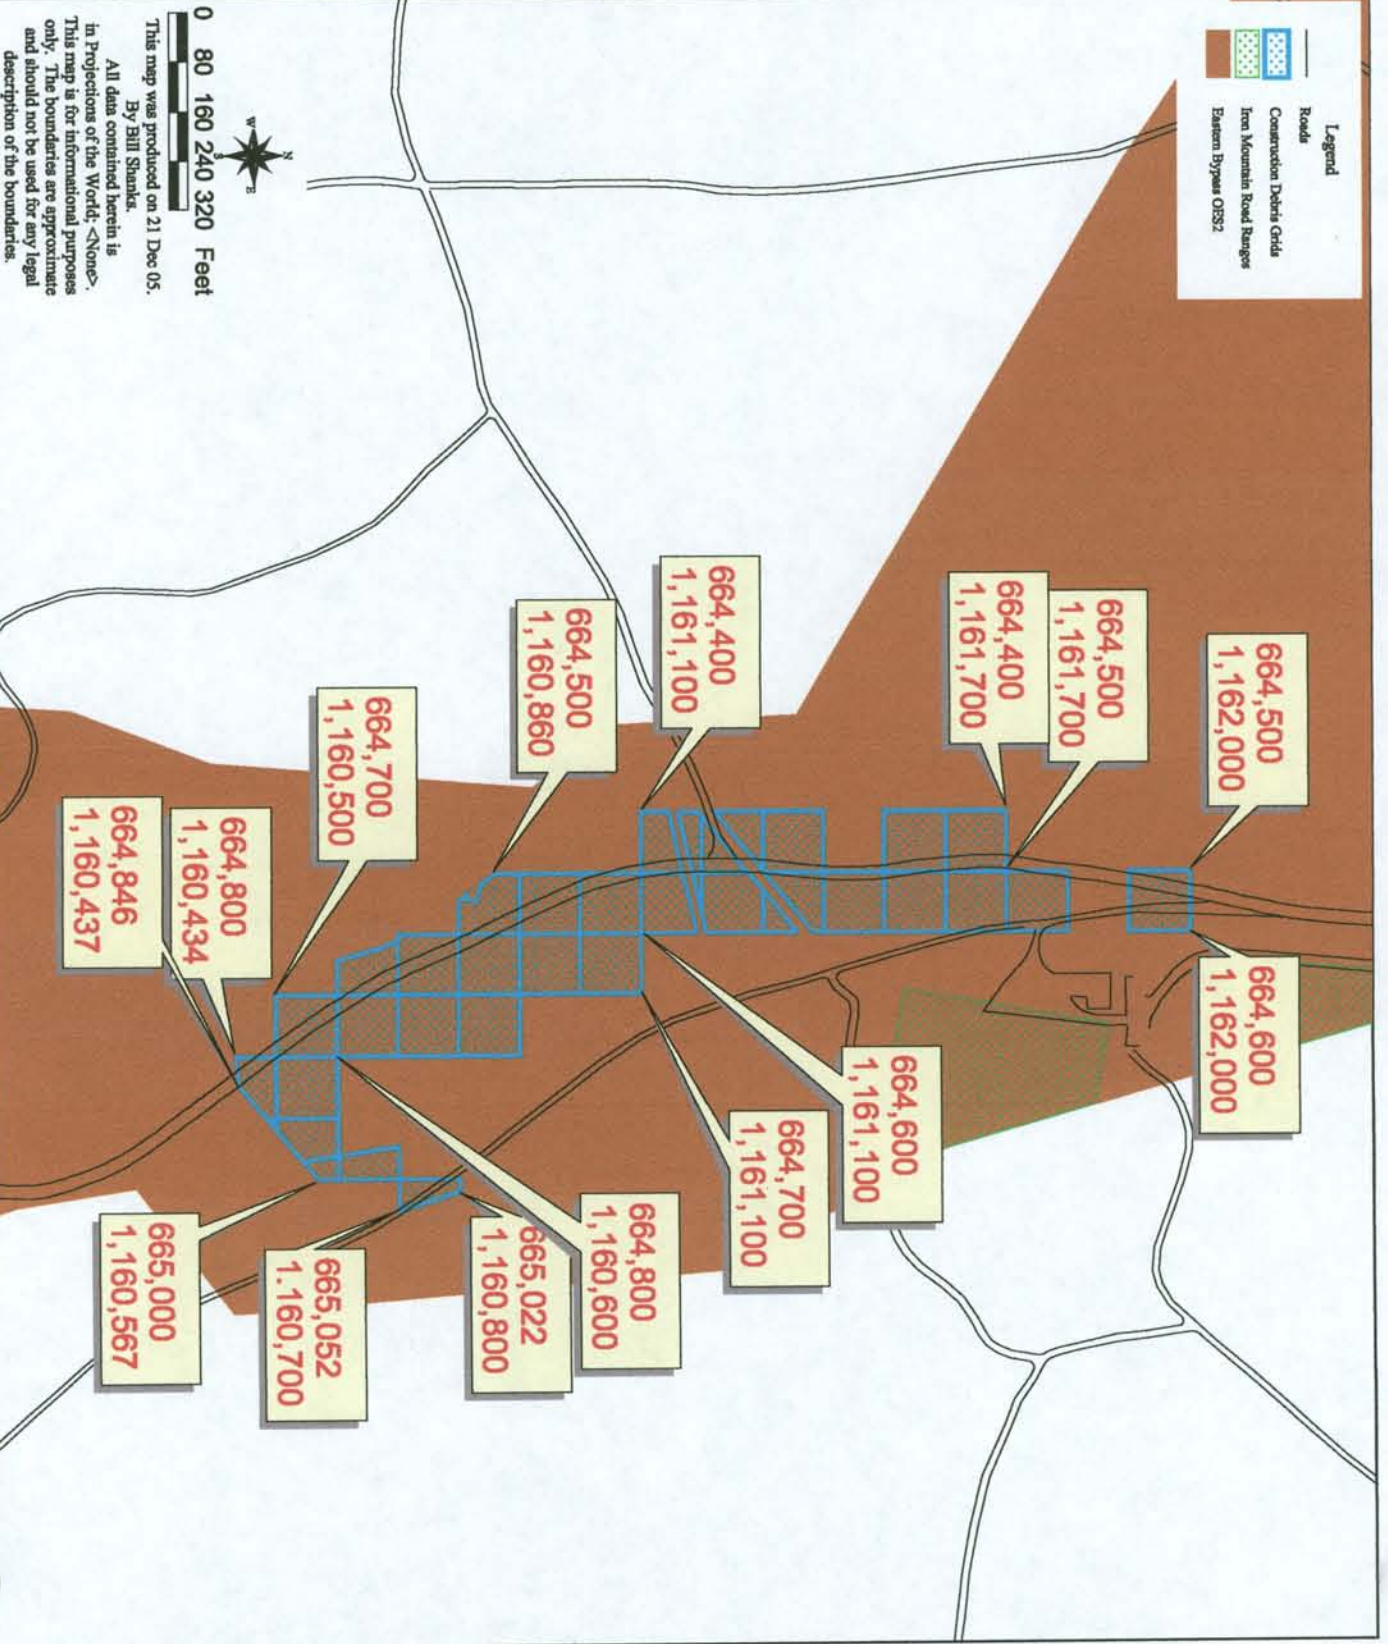 Legend
Roads
Construction Debris Grids
Iron Mountain Road Ranges
Eastern Bypass OES2
664,500
1,162,000
664,600
1,162,000
664,500
1,161,700
664,400
1,161,700
664,400
1,161,100
664,600
1,161,100
664,700
1,161,100
664,500
1,160,860
664,800
1,160,600
664,700
1,160,500
665,022
1,160,800
665,052
1.160,700
664,800
1,160,434
664,846
1,160,437
665,000
1,160,567
N
W
E
S
0 80 160 240 320 Feet
This map was produced on 21 Dec 05.
By Bill Shanks.
All data contained herein is
in Projections of the World; <None>.
This map is for informational purposes
only. The boundaries are approximate
and should not be used for any legal
description of the boundaries.